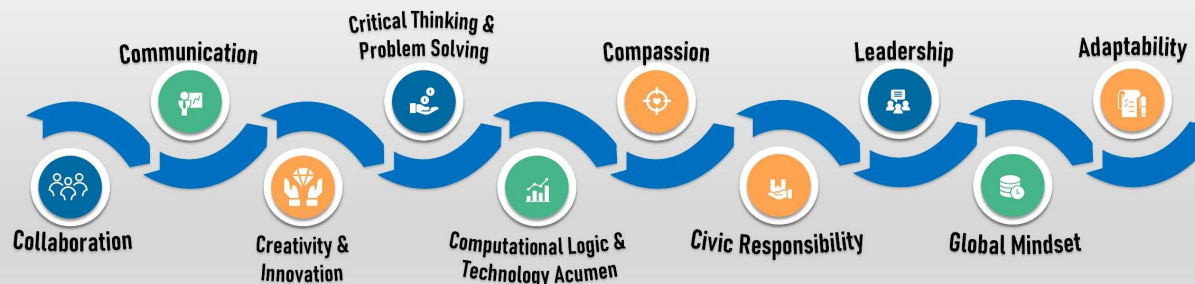 Collaboration
Communication
Creativity &
Innovation
Critical Thinking &
Problem Solving
Computational Logic &
Technology Acumen
Compassion
Civic Responsibility
Leadership
Global Mindset
Adaptability